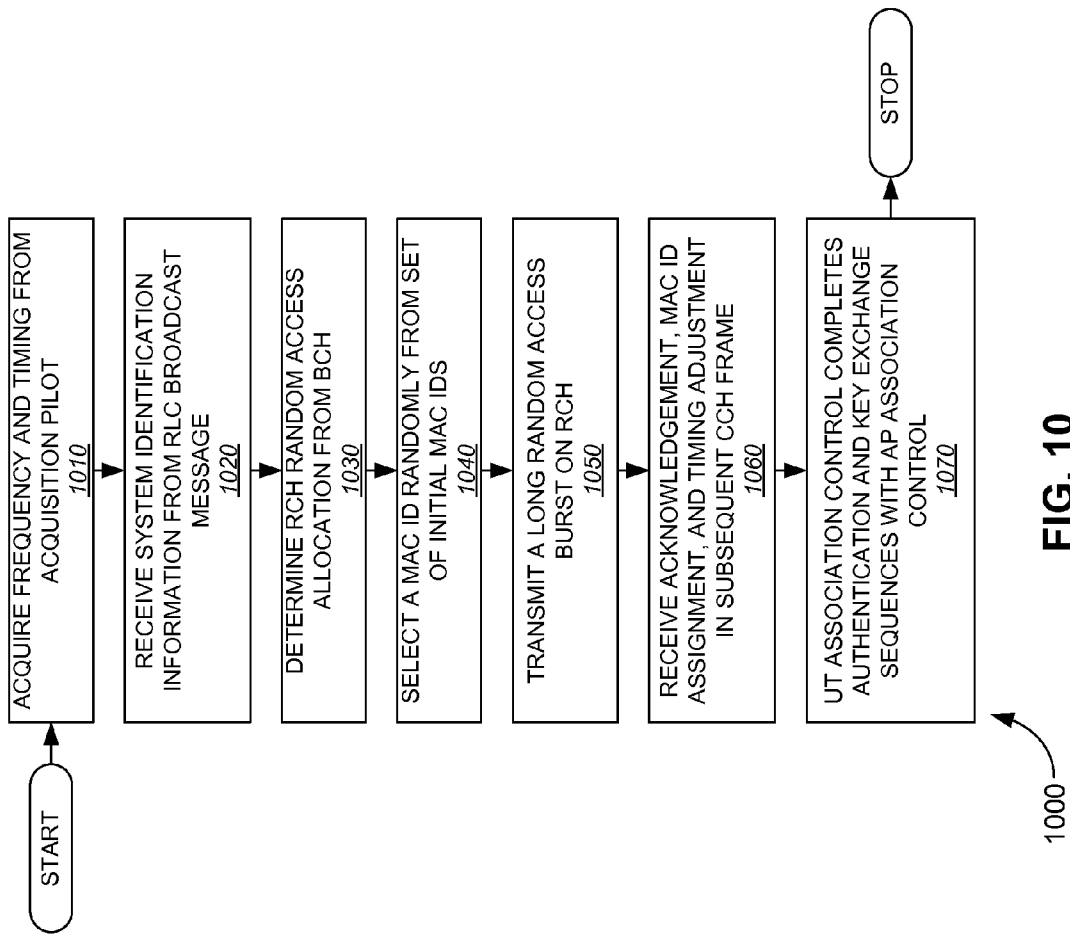 START
ACQUIRE FREQUENCY AND TIMING FROM
ACQUISITION PILOT
1010
RECEIVE SYSTEM IDENTIFICATION
INFORMATION FROM RLC BROADCAST
MESSAGE
1020
DETERMINE RCH RANDOM ACCESS
ALLOCATION FROM BCH
1030
SELECT A MAC ID RANDOMLY FROM SET
OF INITIAL MAC IDS
1040
TRANSMIT A LONG RANDOM ACCESS
BURST ON RCH
1050
RECEIVE ACKNOWLEDGEMENT, MAC ID
ASSIGNMENT, AND TIMING ADJUSTMENT
IN SUBSEQUENT CCH FRAME
1060
UT ASSOCIATION CONTROL COMPLETES
AUTHENTICATION AND KEY EXCHANGE
SEQUENCES WITH AP ASSOCIATION
CONTROL
1070
STOP
1000
FIG. 10